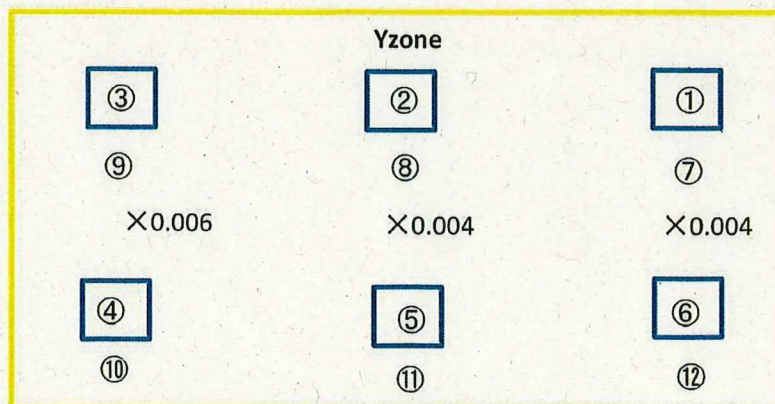 Yzone
③ ② ①
⑨ ⑧ ⑦
×0.006 ×0.004 ×0.004
④ ⑤ ⑥
⑩ ⑪ ⑫